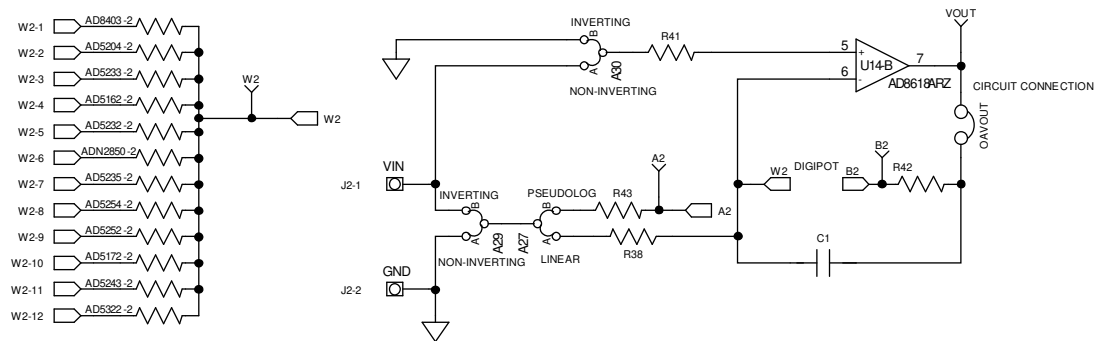 W2-1 AD8403-2
W2-2 AD5204-2
W2-3 AD5233-2
W2-4 AD5162-2
W2-5 AD5232-2
W2-6 ADN2850-2
W2-7 AD5235-2
W2-8 AD5254-2
W2-9 AD5252-2
W2-10 AD5172-2
W2-11 AD5243-2
W2-12 AD5322-2
W2
W2
INVERTING
B
A
A30
NON-INVERTING
R41
5
6
+
-
U14-B
7
AD8618ARZ
VOUT
CIRCUIT CONNECTION
OAVOUT
J2-1
VIN
INVERTING
B
A
A29
NON-INVERTING
PSEUDOLOG
B
A
A27
LINEAR
R43
R38
A2
A2
W2
DIGIPOT
B2
B2
R42
C1
J2-2
GND